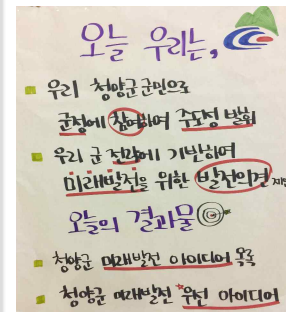 오늘 우리는,
우리 청양군 군민으로
군정에 참여하여 주도성 발휘
우리 군 전략에 기반하여
미래발전을 위한 발전의견
오늘의 결과물
청양군 미래발전 아이디어 목록
청양군 미래발전 우선 아이디어